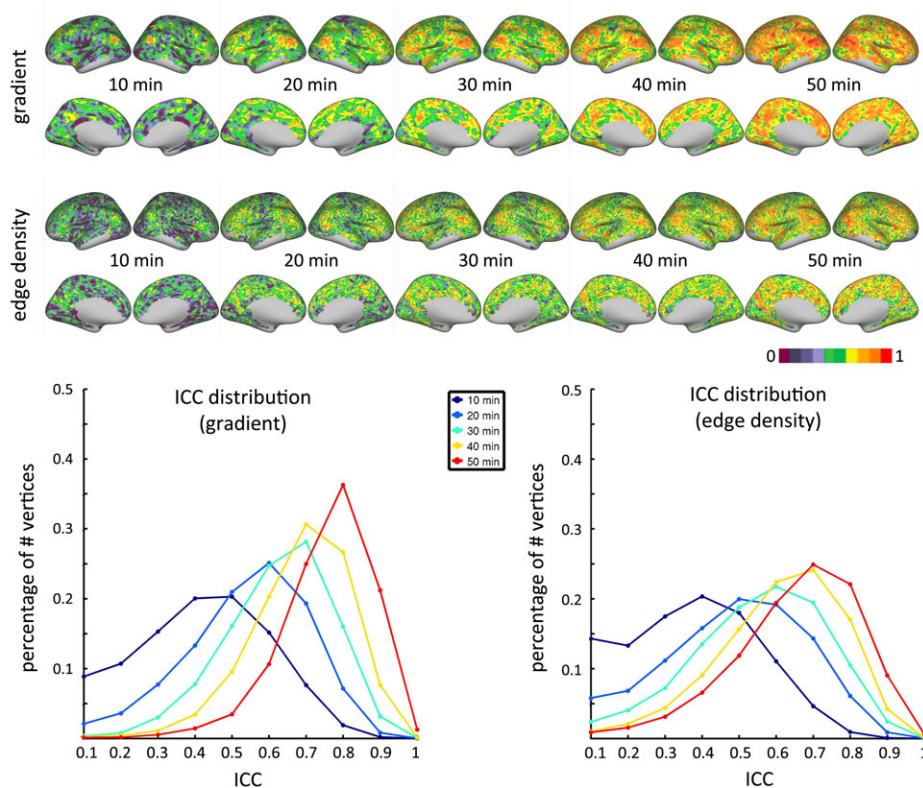 gradient
10 min 20 min 30 min 40 min 50 min
edge density
10 min 20 min 30 min 40 min 50 min
0 1
ICC distribution
(gradient)
percentage of # vertices
0.5
0.4
0.3
0.2
0.1
0.1 0.2 0.3 0.4 0.5 0.6 0.7 0.8 0.9 1
ICC
10 min
20 min
30 min
40 min
50 min
ICC distribution
(edge density)
percentage of # vertices
0.5
0.4
0.3
0.2
0.1
0.1 0.2 0.3 0.4 0.5 0.6 0.7 0.8 0.9 1
ICC